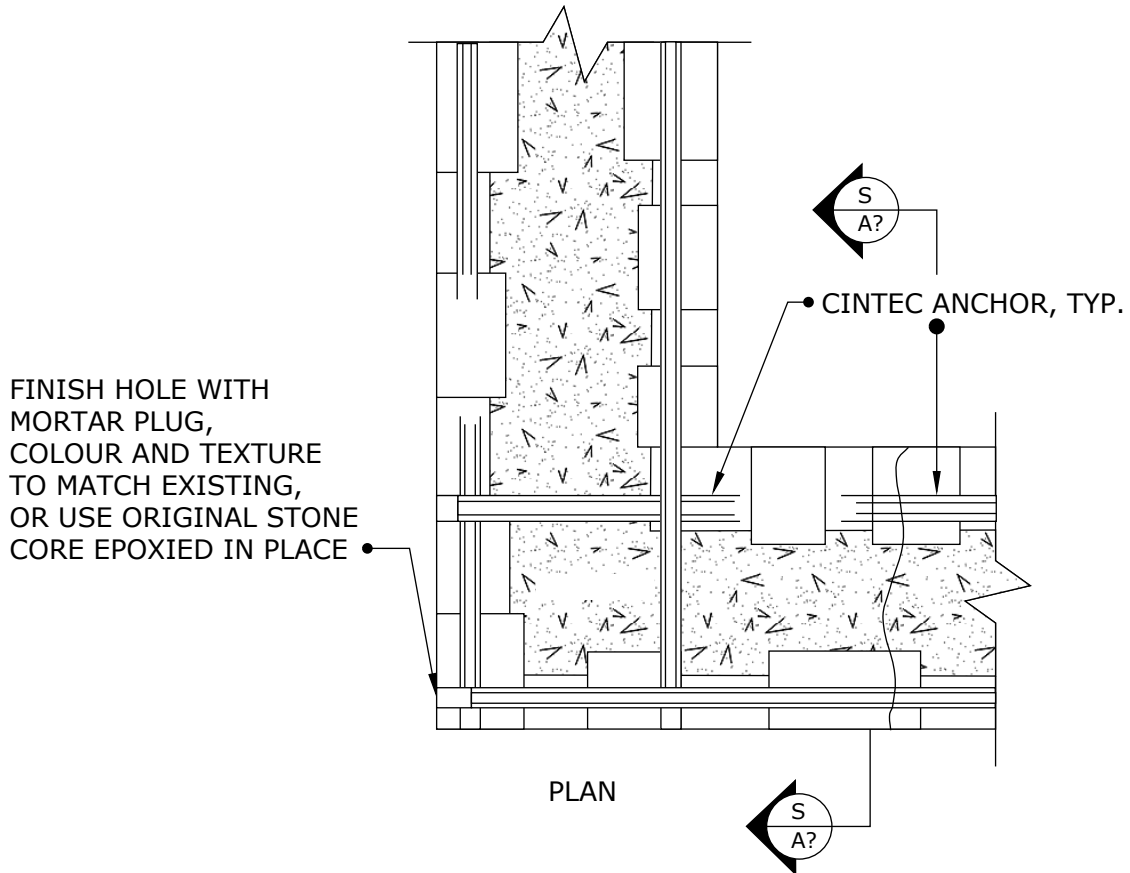 S
A?
CINTEC ANCHOR, TYP.
FINISH HOLE WITH
MORTAR PLUG,
COLOUR AND TEXTURE
TO MATCH EXISTING,
OR USE ORIGINAL STONE
CORE EPOXIED IN PLACE
PLAN
S
A?